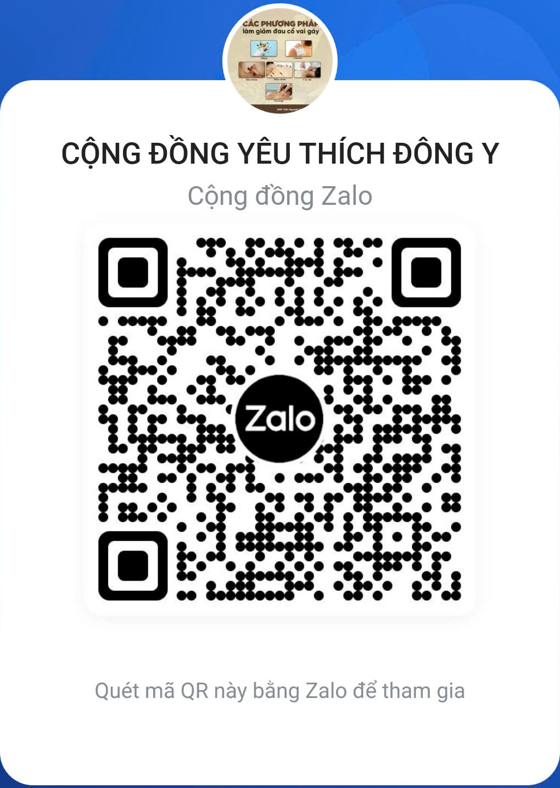 CÁC PHƯƠNG PHÁP
làm giảm đau cổ vai gáy
CỘNG ĐỒNG YÊU THÍCH ĐÔNG Y
Cộng đồng Zalo
Zalo
Quét mã QR này bằng Zalo để tham gia